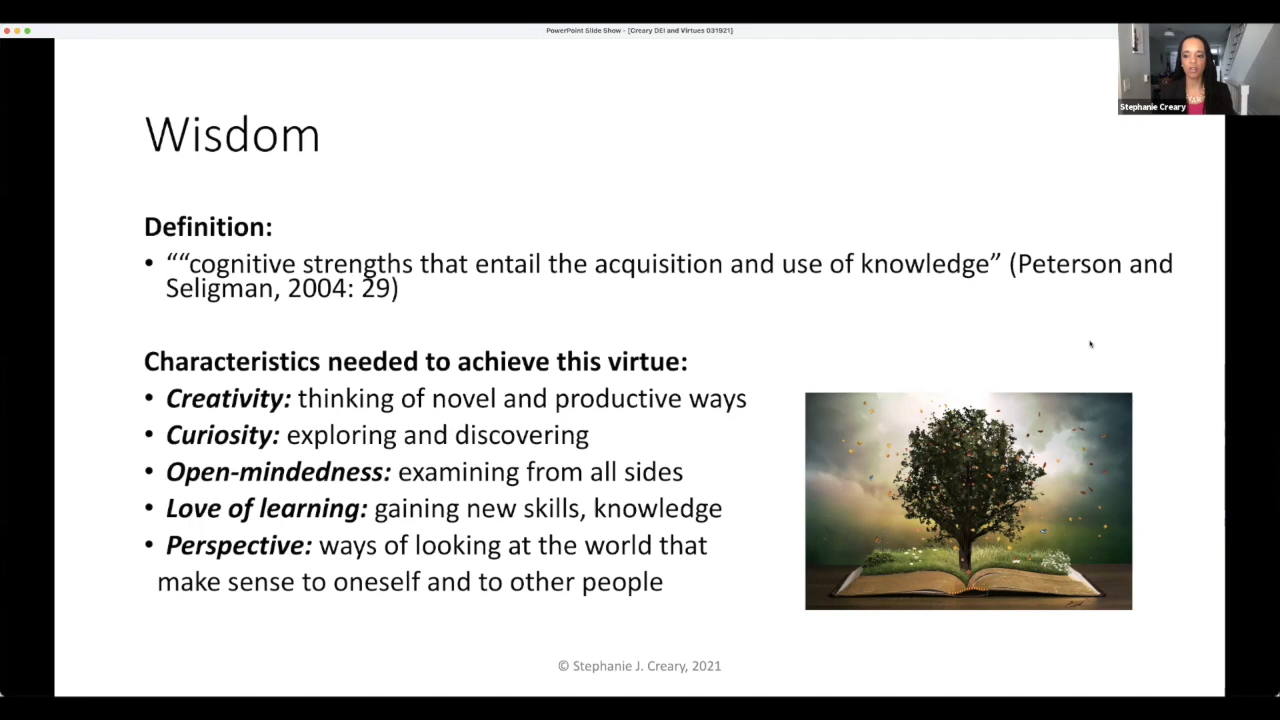 PowerPoint Slide Show - [Creary DEI and Virtues 031921]
Stephanie Creary
Wisdom
Definition:
• ““cognitive strengths that entail the acquisition and use of knowledge” (Peterson and
Seligman, 2004: 29)
Characteristics needed to achieve this virtue:
• Creativity: thinking of novel and productive ways
• Curiosity: exploring and discovering
• Open-mindedness: examining from all sides
• Love of learning: gaining new skills, knowledge
• Perspective: ways of looking at the world that
make sense to oneself and to other people
© Stephanie J. Creary, 2021